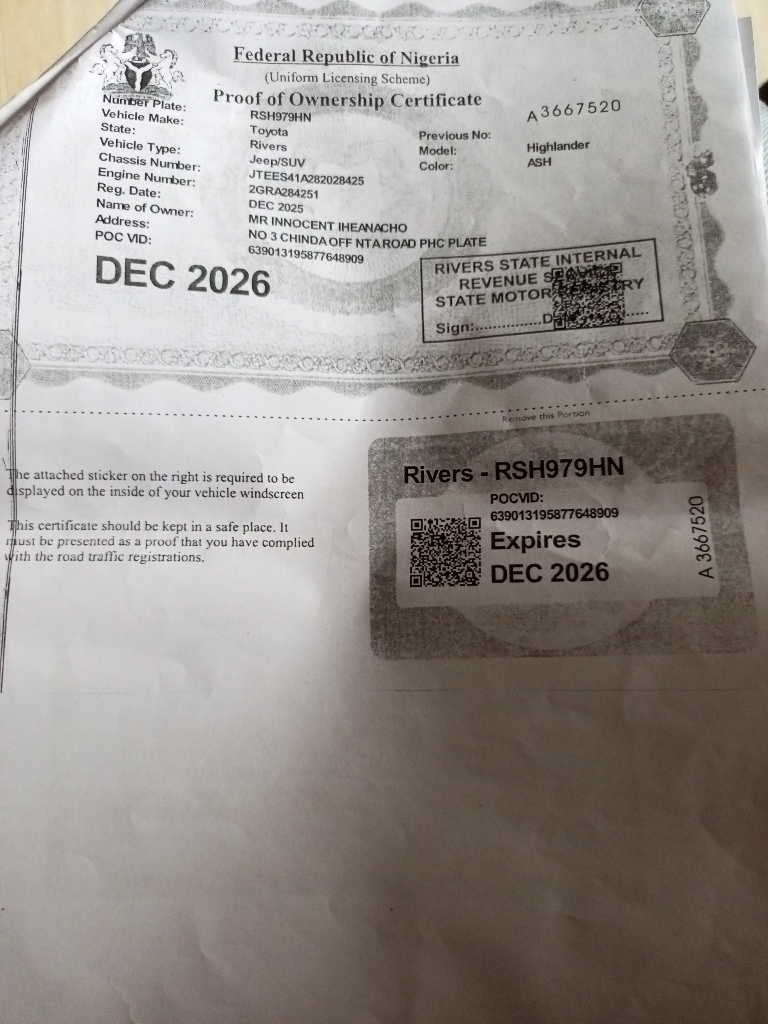 Federal Republic of Nigeria
(Uniform Licensing Scheme)
Proof of Ownership Certificate
A 3667520
Number Plate: RSH979HN
Vehicle Make: Toyota Previous No:
State: Rivers Model: Highlander
Vehicle Type: Jeep/SUV Color: ASH
Chassis Number: JTEES41A282028425
Engine Number: 2GRA284251
Reg. Date: DEC 2025
Name of Owner: MR INNOCENT IHEANACHO
Address: NO 3 CHINDA OFF NTA ROAD PHC PLATE
POC VID: 639013195877648909
DEC 2026
RIVERS STATE INTERNAL
REVENUE
STATE MOTOR
Sign:...............D
Remove this Portion
The attached sticker on the right is required to be
displayed on the inside of your vehicle windscreen
This certificate should be kept in a safe place. It
must be presented as a proof that you have complied
with the road traffic registrations.
Rivers - RSH979HN
POCVID:
639013195877648909
Expires
DEC 2026
A 3667520